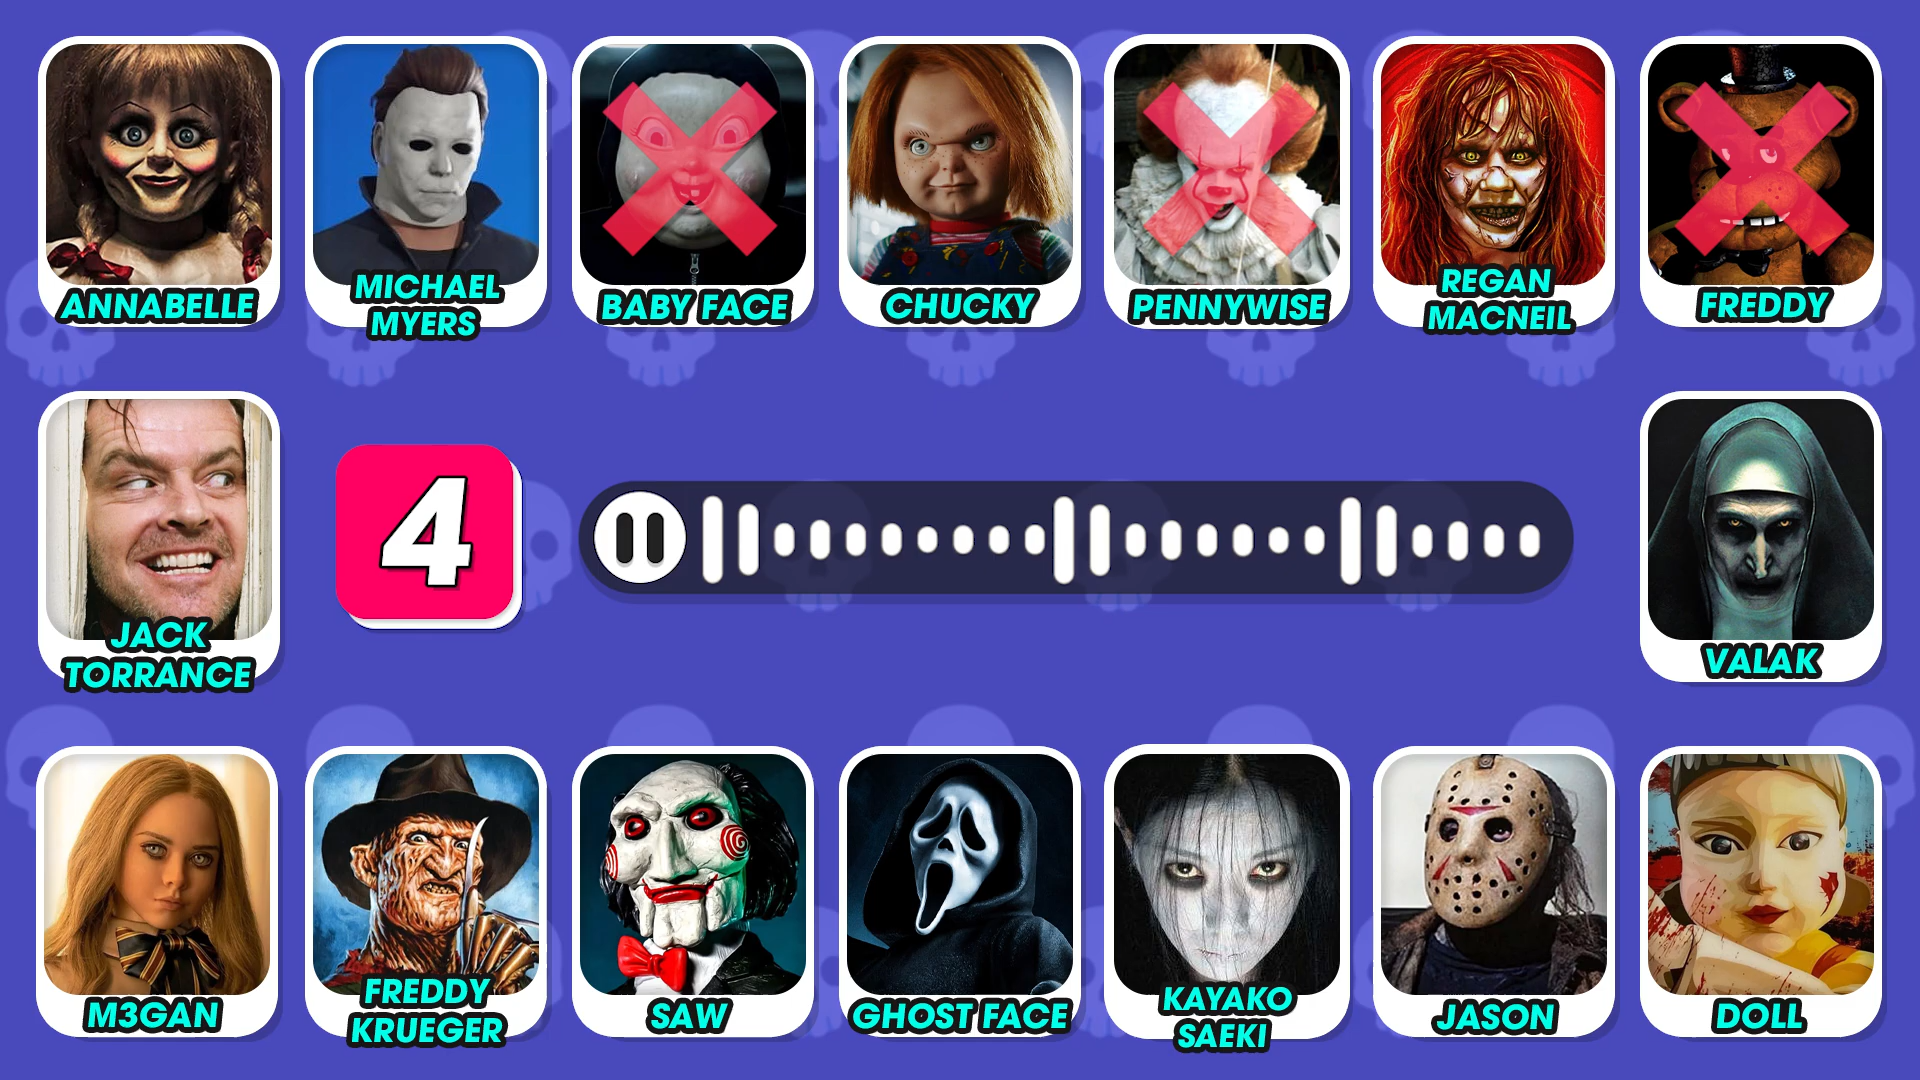 ANNABELLE
MICHAEL
MYERS
BABY FACE
CHUCKY
PENNYWISE
REGAN
MACNEIL
FREDDY
JACK
TORRANCE
4
VALAK
M3GAN
FREDDY
KRUEGER
SAW
GHOST FACE
KAYAKO
SAEKI
JASON
DOLL